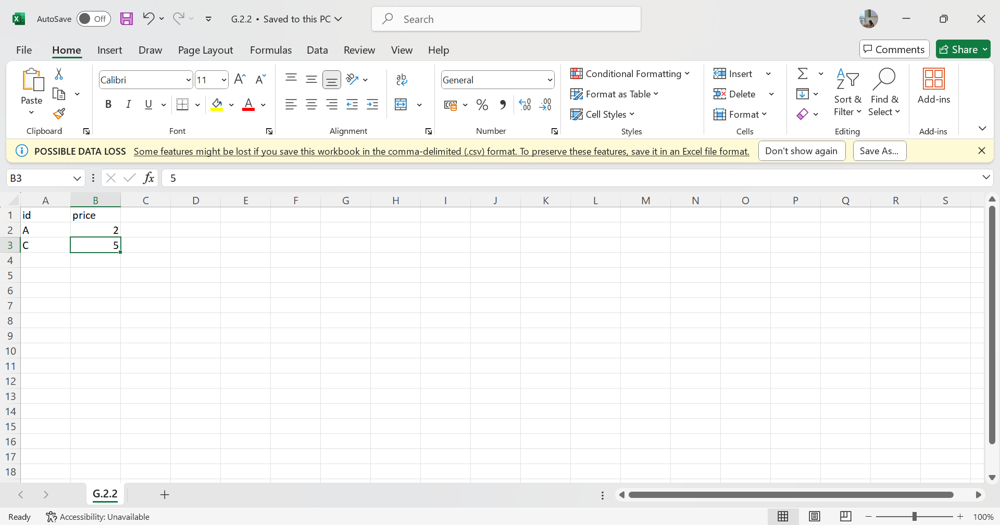 AutoSave Off G.2.2 • Saved to this PC Search
File Home Insert Draw Page Layout Formulas Data Review View Help Comments Share
Paste
Clipboard
Calibri 11
B I U A
Font
ab
Alignment
General
% .00 .00
Number
Conditional Formatting
Format as Table
Cell Styles
Styles
Insert
Delete
Format
Cells
Sort &
Filter
Find &
Select
Editing
Add-ins
Add-ins
POSSIBLE DATA LOSS Some features might be lost if you save this workbook in the comma-delimited (.csv) format. To preserve these features, save it in an Excel file format. Don't show again Save As...
B3 fx 5
A B C D E F G H I J K L M N O P Q R S
1 id price
2 A 2
3 C 5
4
5
6
7
8
9
10
11
12
13
14
15
16
17
18
G.2.2
Ready Accessibility: Unavailable 100%